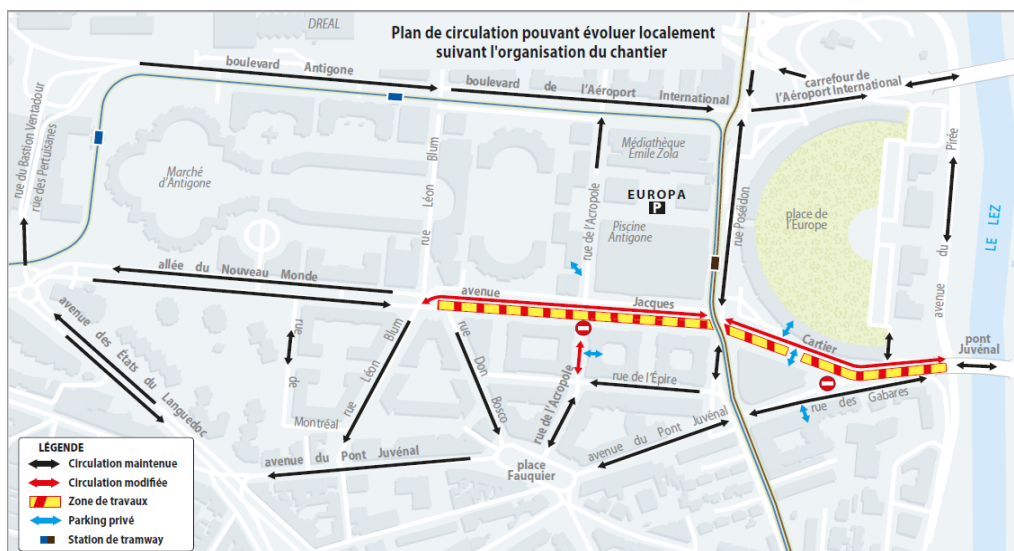 DREAL
Plan de circulation pouvant évoluer localement
suivant l'organisation du chantier
boulevard Antigone
boulevard de l'Aéroport International
carrefour de
l'Aéroport International
rue du Bastion Ventadour
rue des Pertuisanes
Marché
d'Antigone
rue Léon Blum
rue de l'Acropole
Médiathèque
Emile Zola
EUROPA
P
Piscine
Antigone
rue Poséidon
place de
l'Europe
avenue du Pirée
LE LEZ
allée du Nouveau Monde
avenue Jacques Cartier
pont
Juvénal
avenue des États du Languedoc
rue de
Montréal
rue Léon Blum
rue Don Bosco
rue de l'Acropole
rue de l'Épire
rue des Gabares
avenue du Pont Juvénal
avenue du Pont Juvénal
place
Fauquier
LÉGENDE
Circulation maintenue
Circulation modifiée
Zone de travaux
Parking privé
Station de tramway